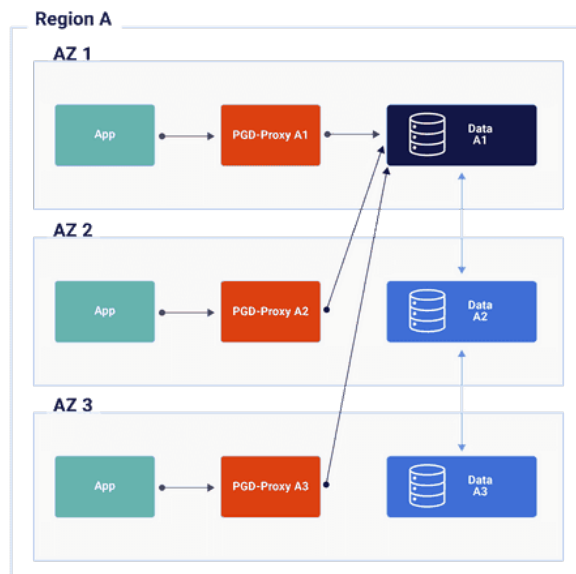 Region A
AZ 1
App
PGD-Proxy A1
Data
A1
AZ 2
App
PGD-Proxy A2
Data
A2
AZ 3
App
PGD-Proxy A3
Data
A3